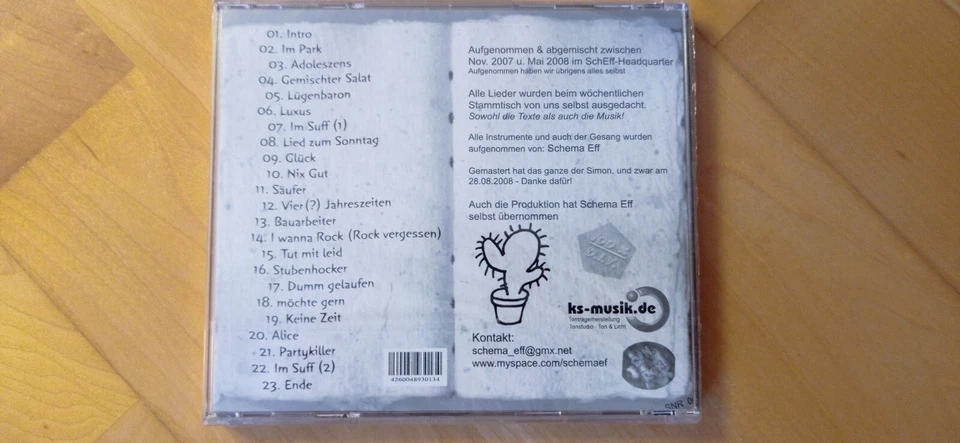 01. Intro
02. Im Park
03. Adoleszens
04. Gemischter Salat
05. Lügenbaron
06. Luxus
07. Im Suff (1)
08. Lied zum Sonntag
09. Glück
10. Nix Gut
11. Säufer
12. Vier(?) Jahreszeiten
13. Bauarbeiter
14. I wanna Rock (Rock vergessen)
15. Tut mit leid
16. Stubenhocker
17. Dumm gelaufen
18. möchte gern
19. Keine Zeit
20. Alice
21. Partykiller
22. Im Suff (2)
23. Ende
4260048930134
Aufgenommen & abgemischt zwischen
Nov. 2007 u. Mai 2008 im SchEff-Headquarter
Aufgenommen haben wir übrigens alles selbst
Alle Lieder wurden beim wöchentlichen
Stammtisch von uns selbst ausgedacht.
Sowohl die Texte als auch die Musik!
Alle Instrumente und auch der Gesang wurden
aufgenommen von: Schema Eff
Gemastert hat das ganze der Simon, und zwar am
28.08.2008 - Danke dafür!
Auch die Produktion hat Schema Eff
selbst übernommen
ks-musik.de
Tonträgerherstellung
Tonstudio · Ton & Licht
Kontakt:
schema_eff@gmx.net
www.myspace.com/schemaef